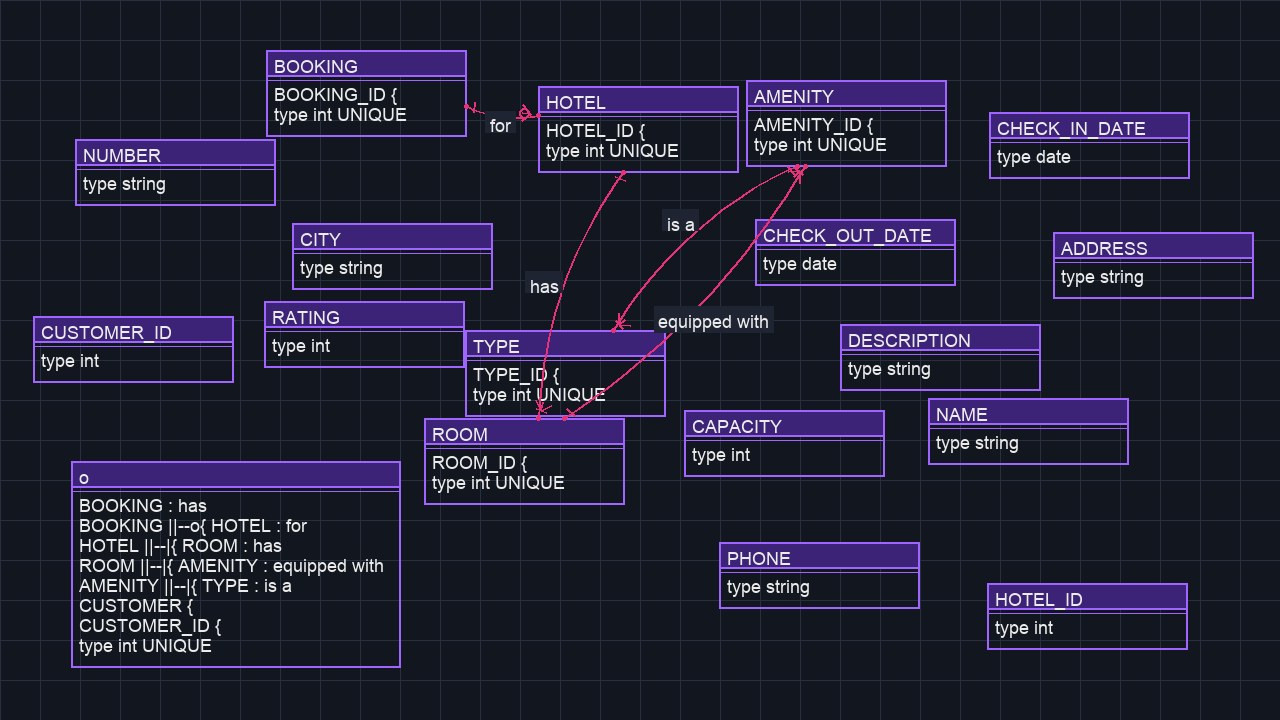 BOOKING
BOOKING_ID {
type int UNIQUE
for
HOTEL
HOTEL_ID {
type int UNIQUE
AMENITY
AMENITY_ID {
type int UNIQUE
CHECK_IN_DATE
type date
NUMBER
type string
CITY
type string
is a
CHECK_OUT_DATE
type date
ADDRESS
type string
has
RATING
type int
CUSTOMER_ID
type int
equipped with
TYPE
TYPE_ID {
type int UNIQUE
DESCRIPTION
type string
NAME
type string
CAPACITY
type int
ROOM
ROOM_ID {
type int UNIQUE
o
BOOKING : has
BOOKING ||--o{ HOTEL : for
HOTEL ||--|{ ROOM : has
ROOM ||--|{ AMENITY : equipped with
AMENITY ||--|{ TYPE : is a
CUSTOMER {
CUSTOMER_ID {
type int UNIQUE
PHONE
type string
HOTEL_ID
type int